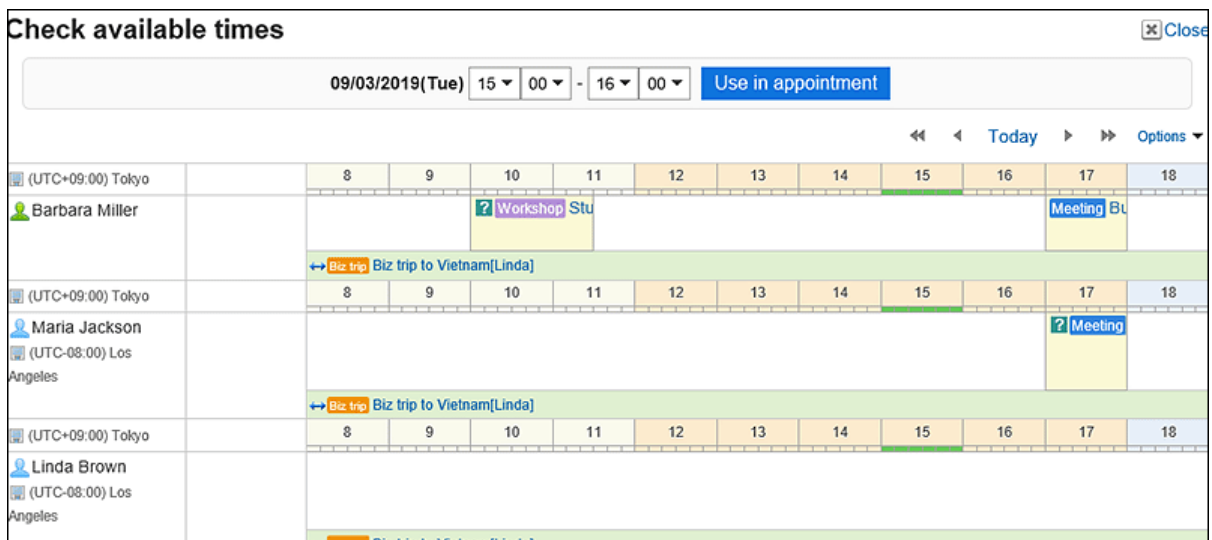 Check available times
Close
09/03/2019(Tue) 15 00 - 16 00 Use in appointment
Today Options
(UTC+09:00) Tokyo 8 9 10 11 12 13 14 15 16 17 18
Barbara Miller ? Workshop Stu Meeting Bu
Biz trip Biz trip to Vietnam[Linda]
(UTC+09:00) Tokyo 8 9 10 11 12 13 14 15 16 17 18
Maria Jackson ? Meeting
(UTC-08:00) Los
Angeles
Biz trip Biz trip to Vietnam[Linda]
(UTC+09:00) Tokyo 8 9 10 11 12 13 14 15 16 17 18
Linda Brown
(UTC-08:00) Los
Angeles